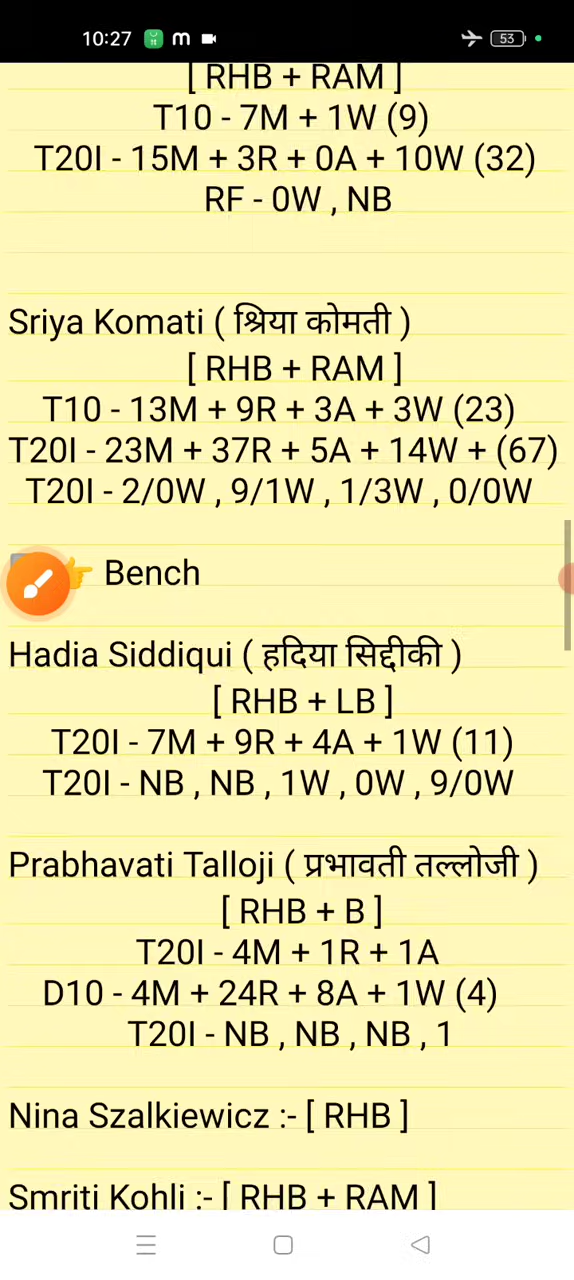 10:27
m
53
[ RHB + RAM ]
T10 - 7M + 1W (9)
T20I - 15M + 3R + 0A + 10W (32)
RF - 0W , NB
Sriya Komati ( श्रिया कोमती )
[ RHB + RAM ]
T10 - 13M + 9R + 3A + 3W (23)
T20I - 23M + 37R + 5A + 14W + (67)
T20I - 2/0W , 9/1W , 1/3W , 0/0W
Bench
Hadia Siddiqui ( हदिया सिद्दीकी )
[ RHB + LB ]
T20I - 7M + 9R + 4A + 1W (11)
T20I - NB , NB , 1W , 0W , 9/0W
Prabhavati Talloji ( प्रभावती तल्लोजी )
[ RHB + B ]
T20I - 4M + 1R + 1A
D10 - 4M + 24R + 8A + 1W (4)
T20I - NB , NB , NB , 1
Nina Szalkiewicz :- [ RHB ]
Smriti Kohli :- [ RHB + RAM ]